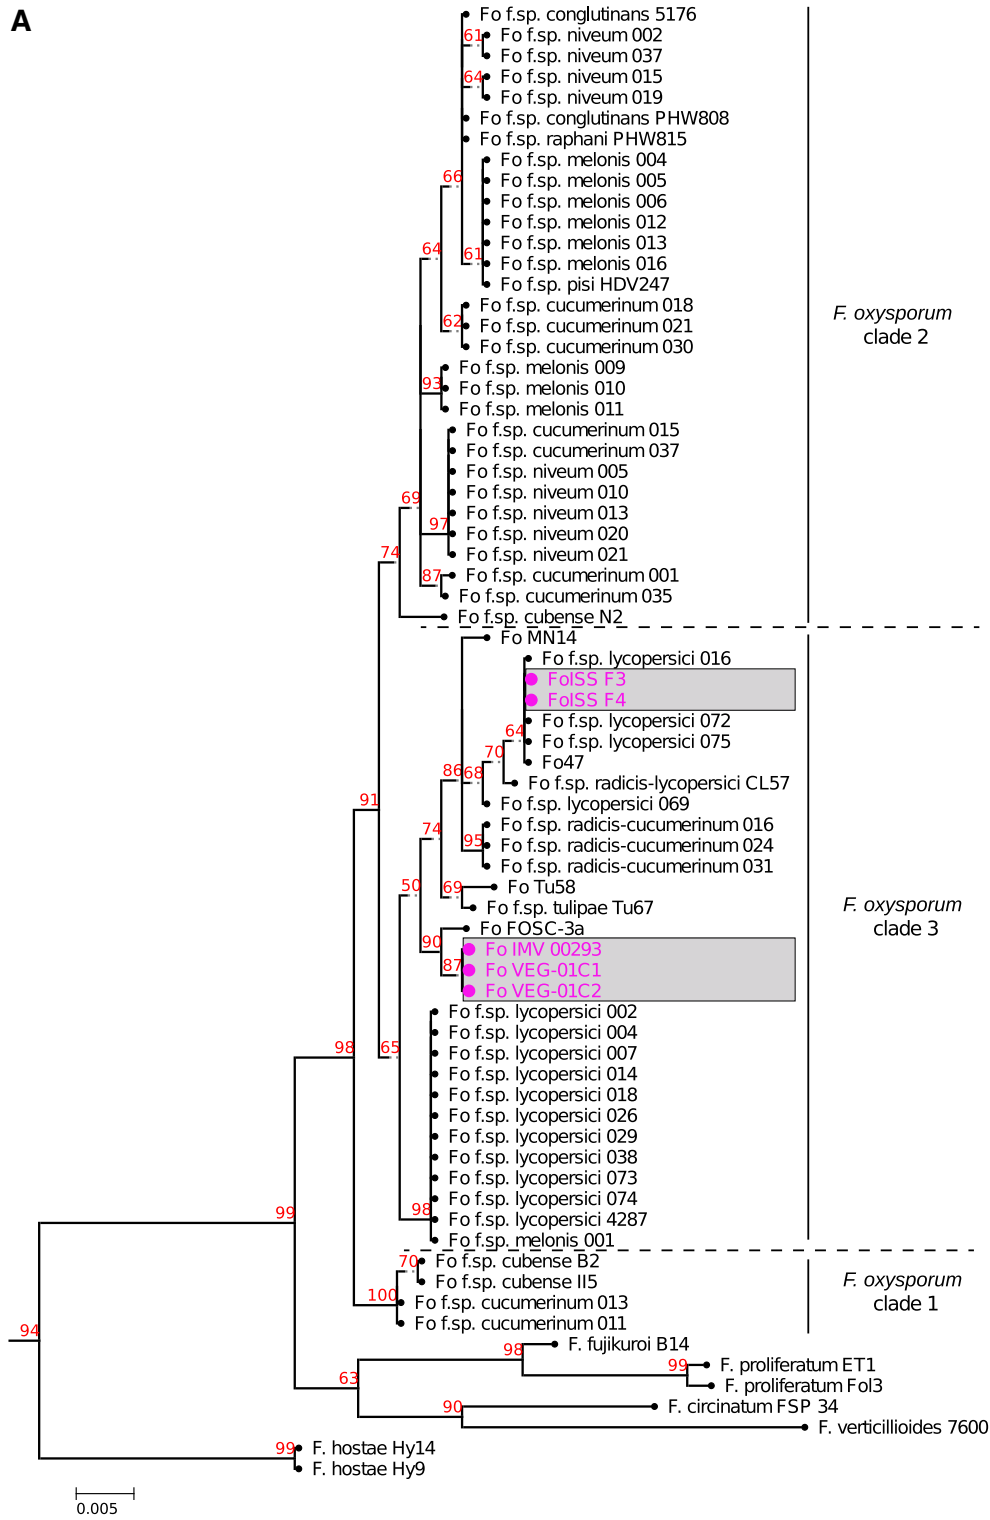 A
Fo f.sp. conglutinans 5176
61
Fo f.sp. niveum 002
Fo f.sp. niveum 037
64
Fo f.sp. niveum 015
Fo f.sp. niveum 019
Fo f.sp. conglutinans PHW808
Fo f.sp. raphani PHW815
Fo f.sp. melonis 004
66
Fo f.sp. melonis 005
Fo f.sp. melonis 006
Fo f.sp. melonis 012
Fo f.sp. melonis 013
64
61
Fo f.sp. melonis 016
Fo f.sp. pisi HDV247
Fo f.sp. cucumerinum 018
62
Fo f.sp. cucumerinum 021
Fo f.sp. cucumerinum 030
F. oxysporum
clade 2
Fo f.sp. melonis 009
93
Fo f.sp. melonis 010
Fo f.sp. melonis 011
Fo f.sp. cucumerinum 015
Fo f.sp. cucumerinum 037
Fo f.sp. niveum 005
69
Fo f.sp. niveum 010
Fo f.sp. niveum 013
97
Fo f.sp. niveum 020
74
Fo f.sp. niveum 021
87
Fo f.sp. cucumerinum 001
Fo f.sp. cucumerinum 035
Fo f.sp. cubense N2
Fo MN14
Fo f.sp. lycopersici 016
FolSS F3
FolSS F4
Fo f.sp. lycopersici 072
64
Fo f.sp. lycopersici 075
70
Fo47
86
68
Fo f.sp. radicis-lycopersici CL57
91
Fo f.sp. lycopersici 069
74
Fo f.sp. radicis-cucumerinum 016
95
Fo f.sp. radicis-cucumerinum 024
Fo f.sp. radicis-cucumerinum 031
50
69
Fo Tu58
Fo f.sp. tulipae Tu67
F. oxysporum
clade 3
Fo FOSC-3a
90
Fo IMV 00293
87
Fo VEG-01C1
Fo VEG-01C2
Fo f.sp. lycopersici 002
Fo f.sp. lycopersici 004
98
65
Fo f.sp. lycopersici 007
Fo f.sp. lycopersici 014
Fo f.sp. lycopersici 018
Fo f.sp. lycopersici 026
Fo f.sp. lycopersici 029
Fo f.sp. lycopersici 038
Fo f.sp. lycopersici 073
Fo f.sp. lycopersici 074
99
98
Fo f.sp. lycopersici 4287
Fo f.sp. melonis 001
70
Fo f.sp. cubense B2
Fo f.sp. cubense II5
100
Fo f.sp. cucumerinum 013
Fo f.sp. cucumerinum 011
F. oxysporum
clade 1
94
98
F. fujikuroi B14
99
F. proliferatum ET1
63
F. proliferatum Fol3
90
F. circinatum FSP 34
F. verticillioides 7600
99
F. hostae Hy14
F. hostae Hy9
0.005